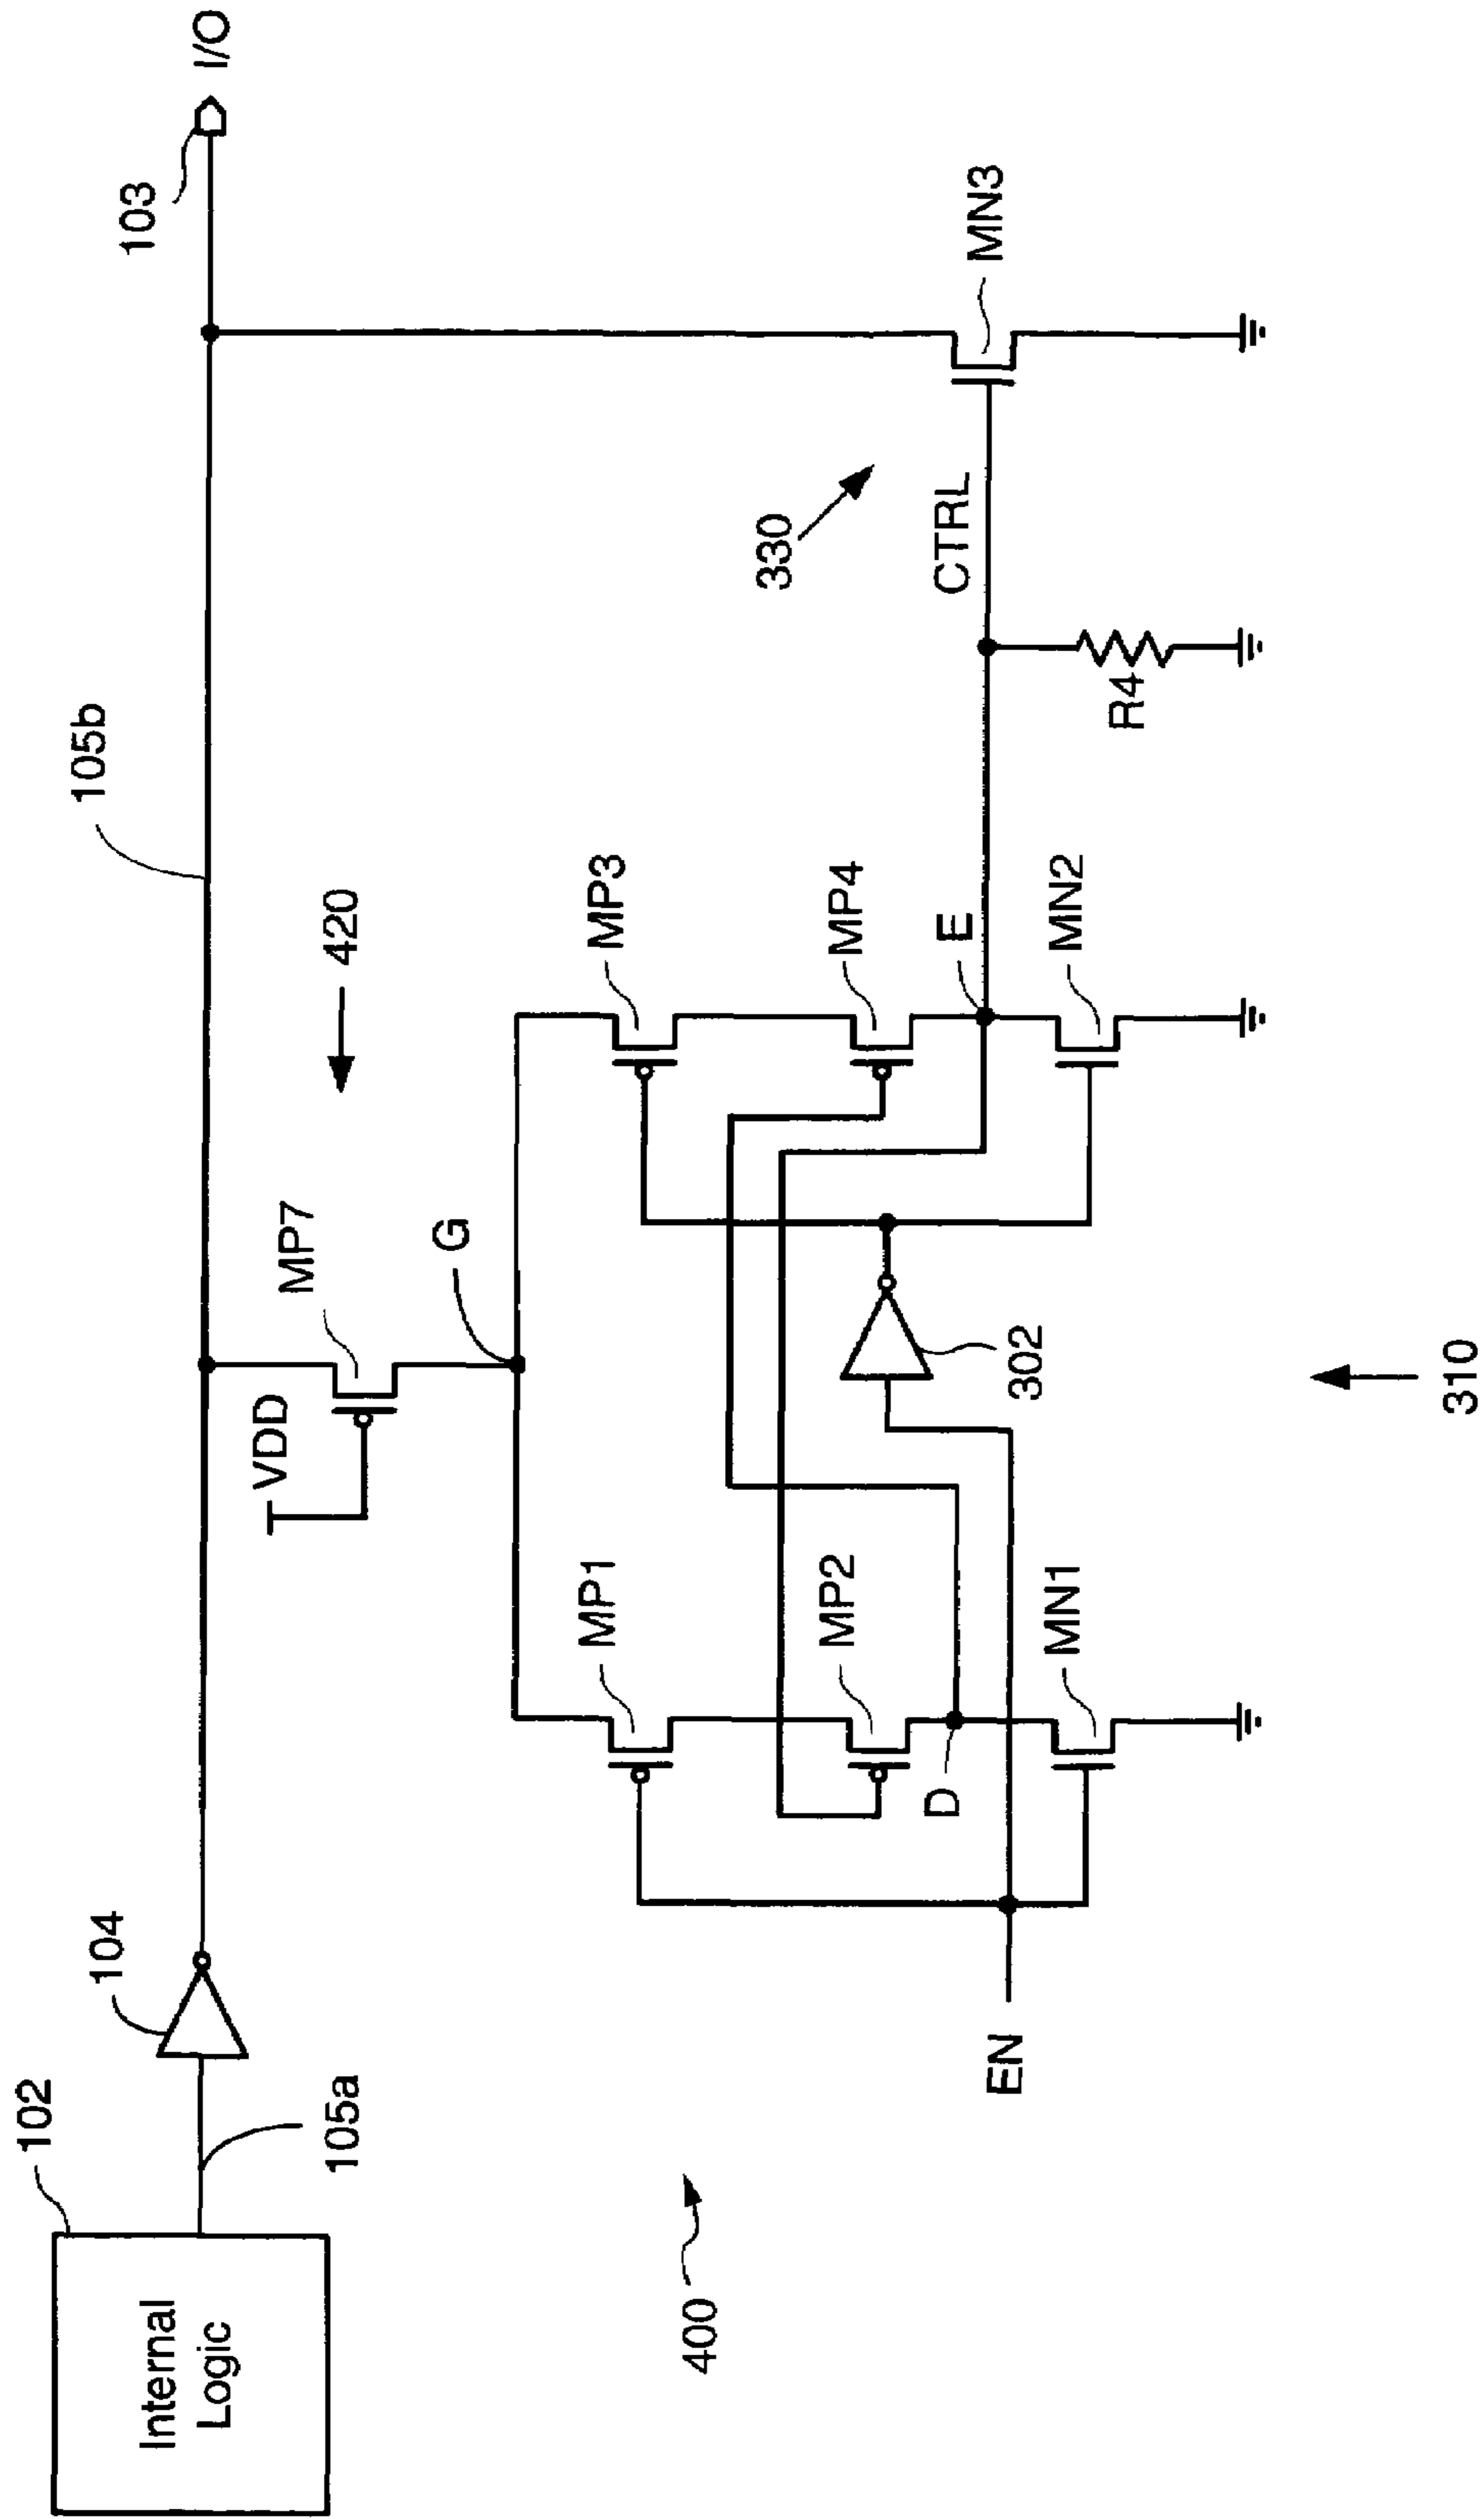 102
Internal
Logic
105a
104
105b
103
I/O
VDD
MP7
420
G
MP1
MP3
MP2
MP4
D
E
EN
MN1
302
MN2
330
CTRL
R4
MN3
400
310